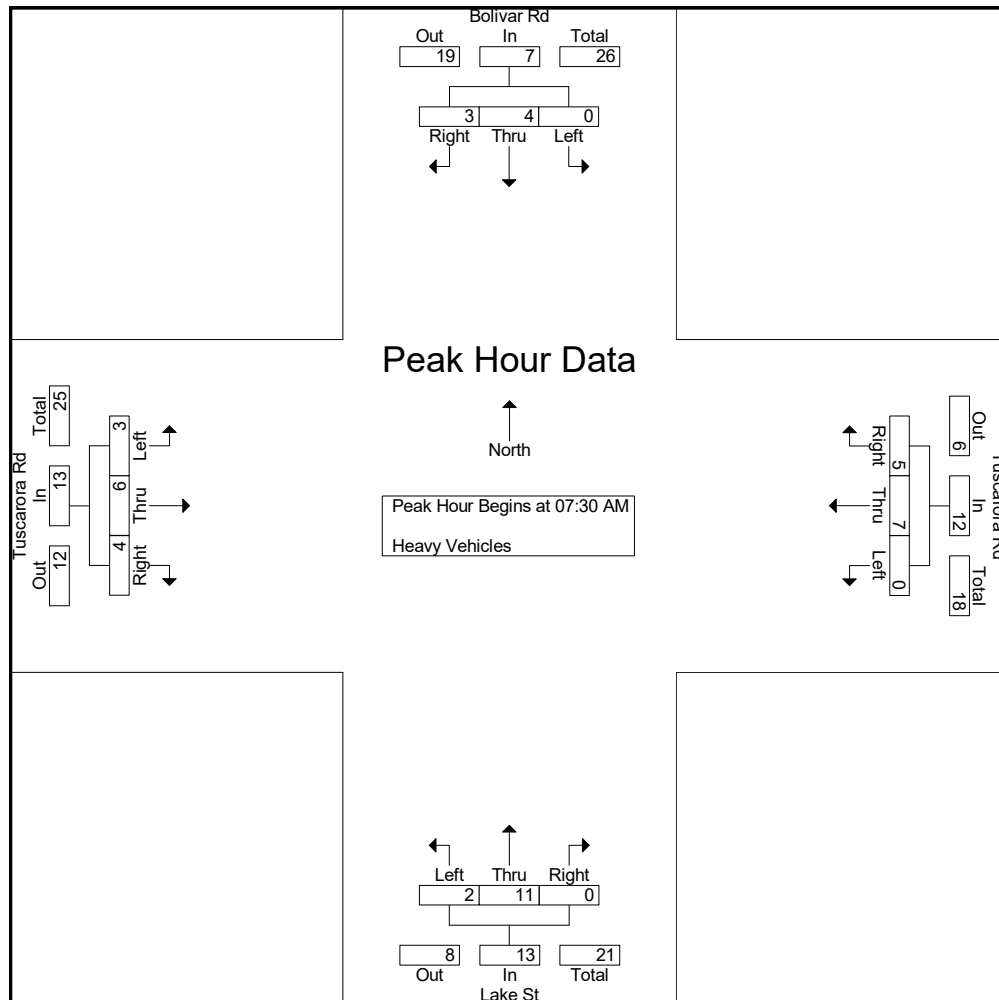 Bolivar Rd
Out In Total
19 7 26
3 4 0
Right Thru Left
Peak Hour Data
North
Peak Hour Begins at 07:30 AM
Heavy Vehicles
Tuscarora Rd
Out In Total
12 13 25
Left Thru Right
3 6 4
Tuscarora Rd
Out In Total
6 12 18
Right Thru Left
5 7 0
Left Thru Right
2 11 0
8 13 21
Out In Total
Lake St